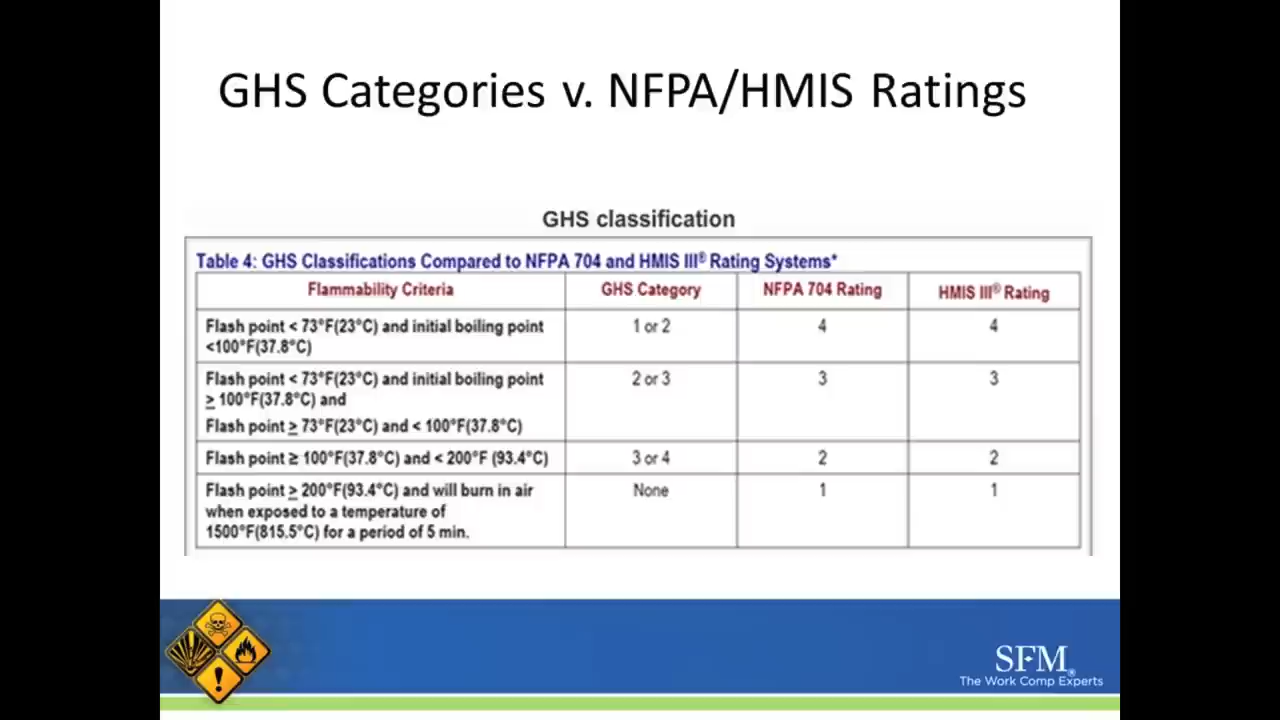 GHS Categories v. NFPA/HMIS Ratings
GHS classification
Table 4: GHS Classifications Compared to NFPA 704 and HMIS III® Rating Systems*
Flammability Criteria GHS Category NFPA 704 Rating HMIS III® Rating
Flash point < 73°F(23°C) and initial boiling point 1 or 2 4 4
<100°F(37.8°C)
Flash point < 73°F(23°C) and initial boiling point 2 or 3 3 3
≥ 100°F(37.8°C) and
Flash point ≥ 73°F(23°C) and < 100°F(37.8°C)
Flash point ≥ 100°F(37.8°C) and < 200°F (93.4°C) 3 or 4 2 2
Flash point ≥ 200°F(93.4°C) and will burn in air None 1 1
when exposed to a temperature of
1500°F(815.5°C) for a period of 5 min.
SFM®
The Work Comp Experts